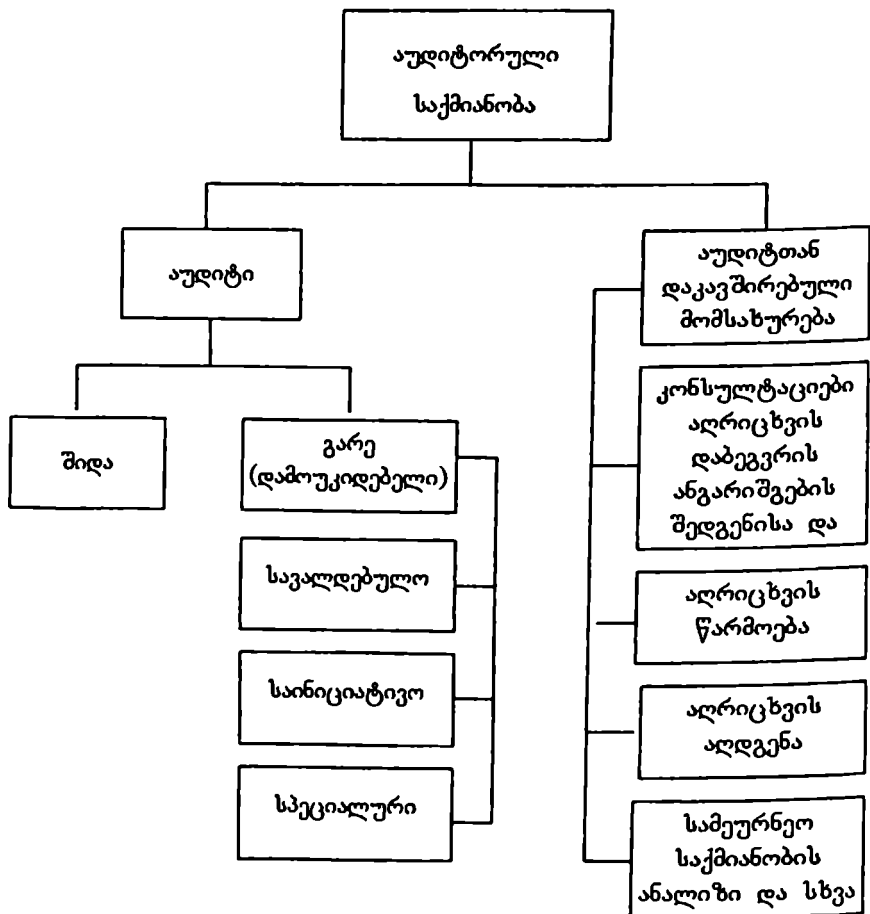 აუდიტორული
საქმიანობა
აუდიტი
შიდა
გარე
(დამოუკიდებელი)
სავალდებულო
საინიციატივო
სპეციალური
აუდიტთან
დაკავშირებული
მომსახურება
კონსულტაციები
აღრიცხვის
დაბეგვრის
ანგარიშგების
შედგენისა და
აღრიცხვის
წარმოება
აღრიცხვის
აღდგენა
სამეურნეო
საქმიანობის
ანალიზი და სხვა